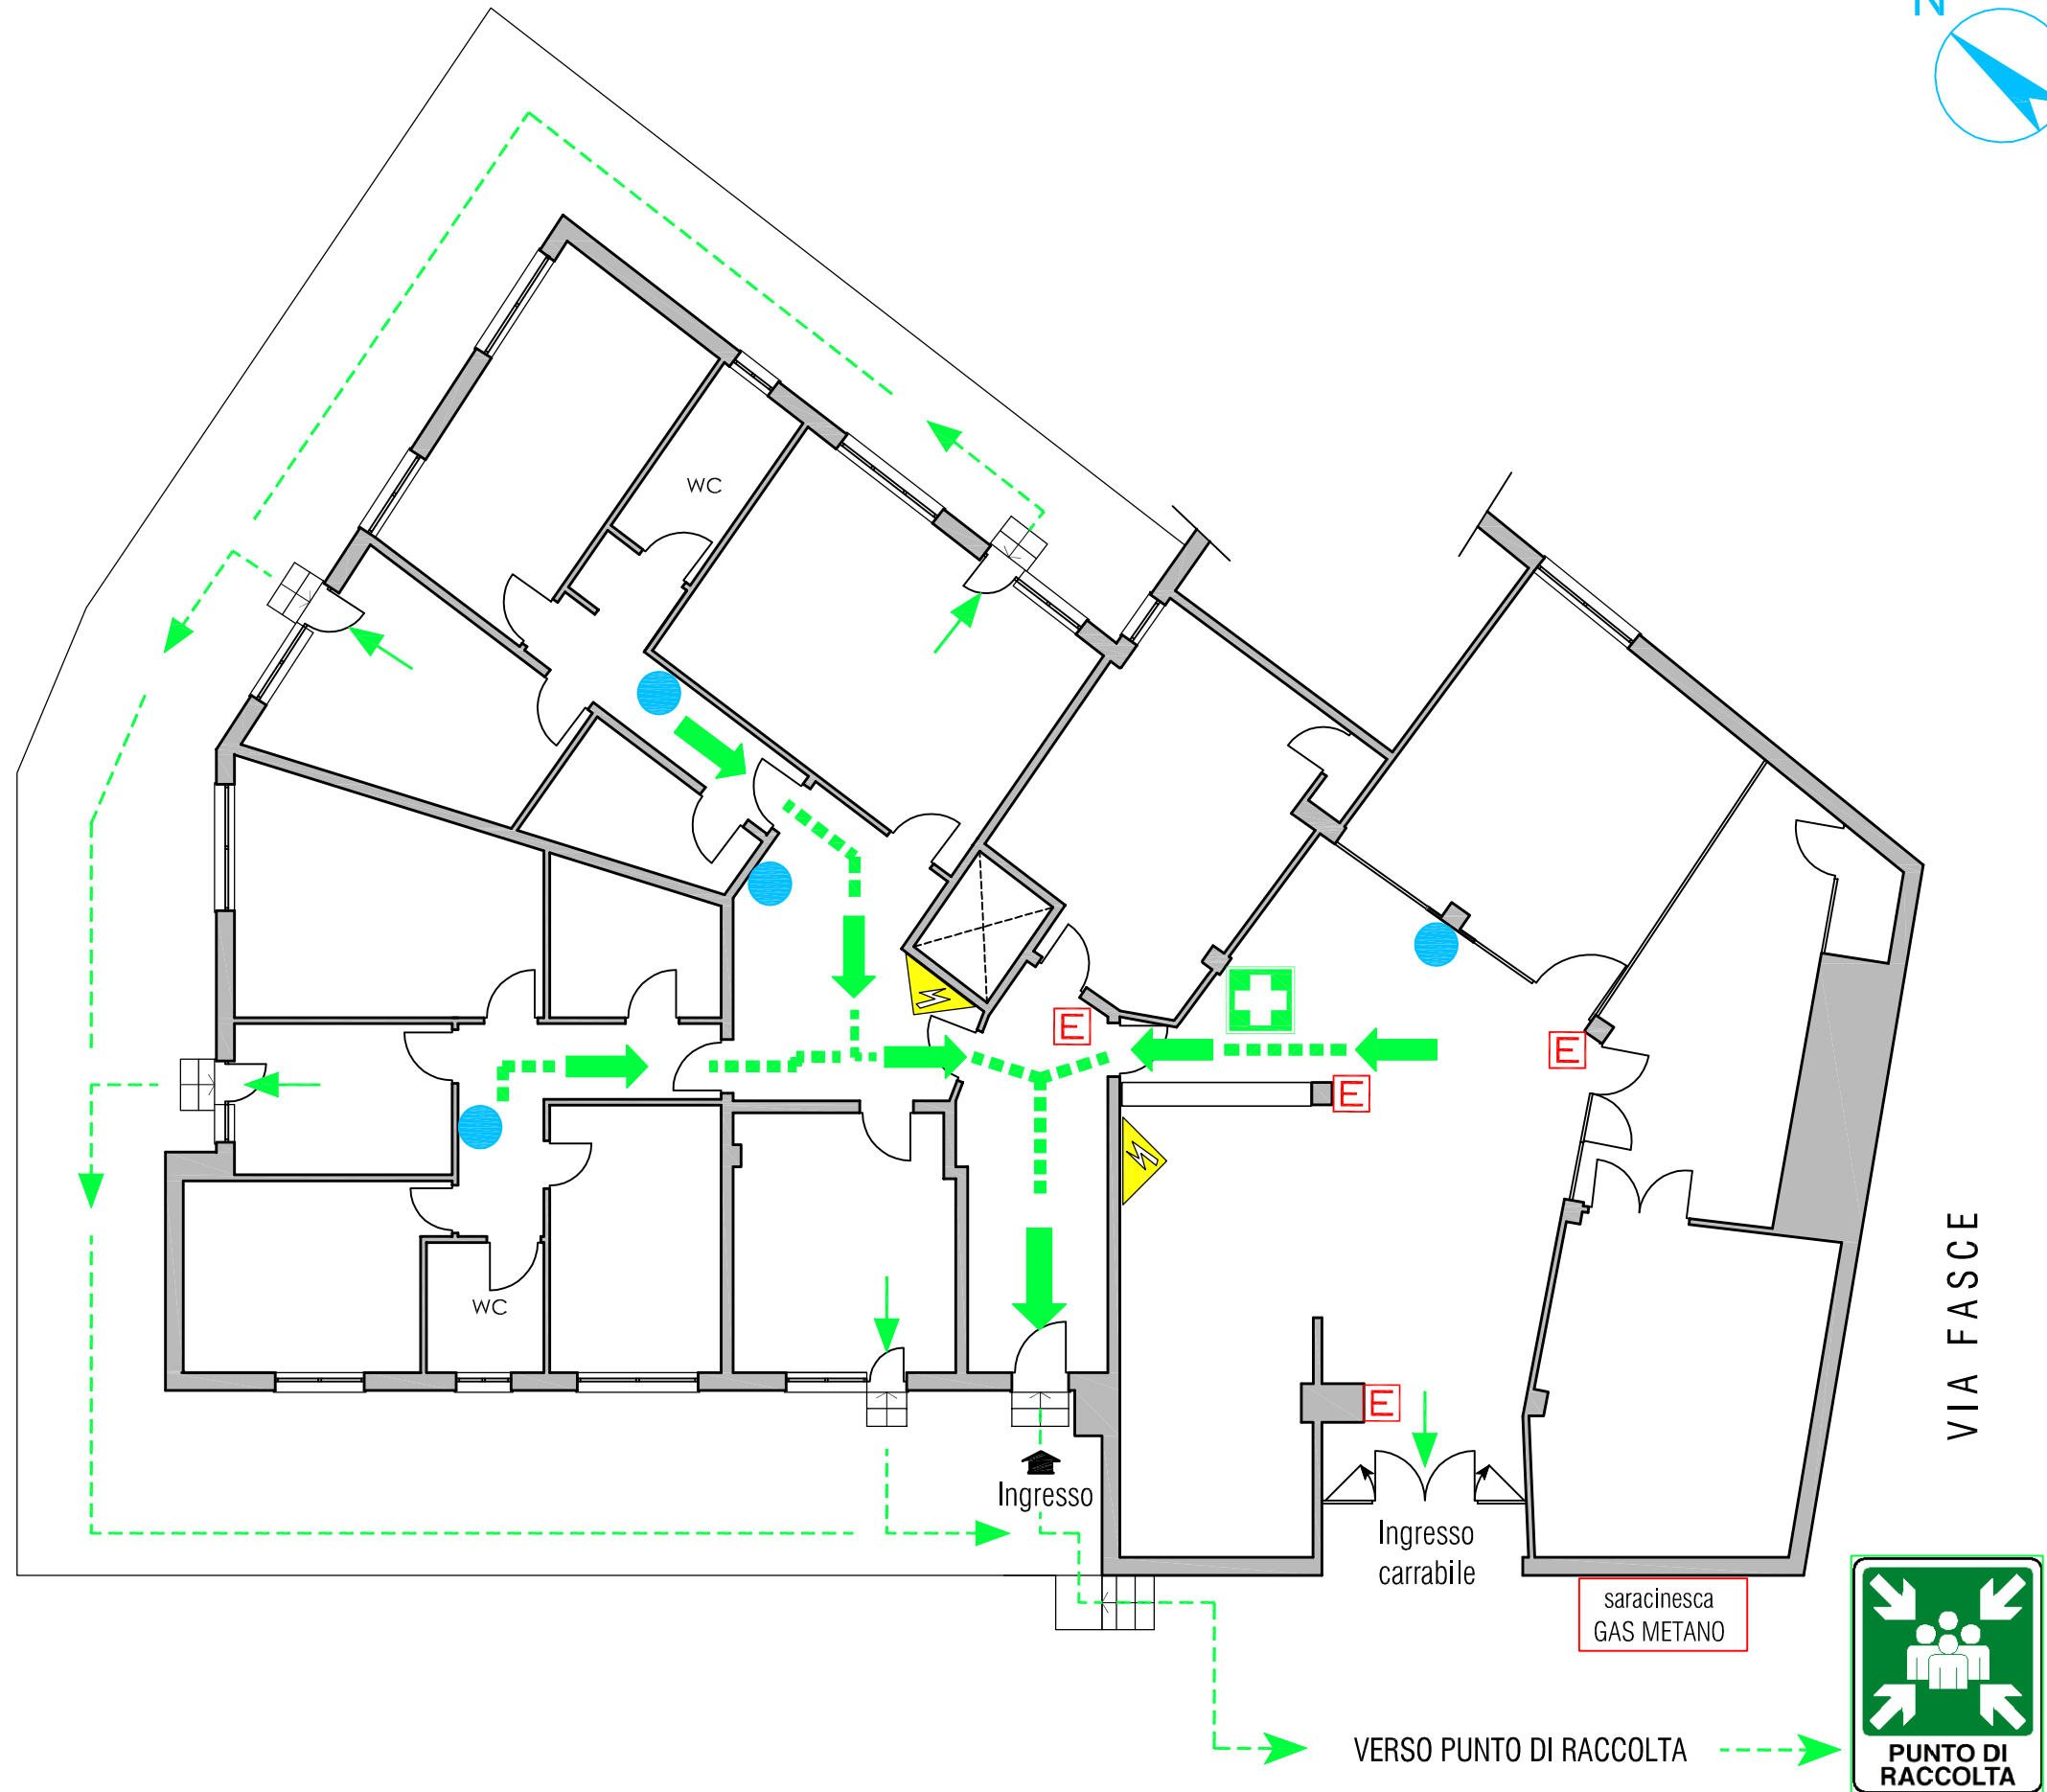 N
WC
E
E
E
WC
VIA FASCE
E
Ingresso
Ingresso
carrabile
saracinesca
GAS METANO
VERSO PUNTO DI RACCOLTA
PUNTO DI
RACCOLTA